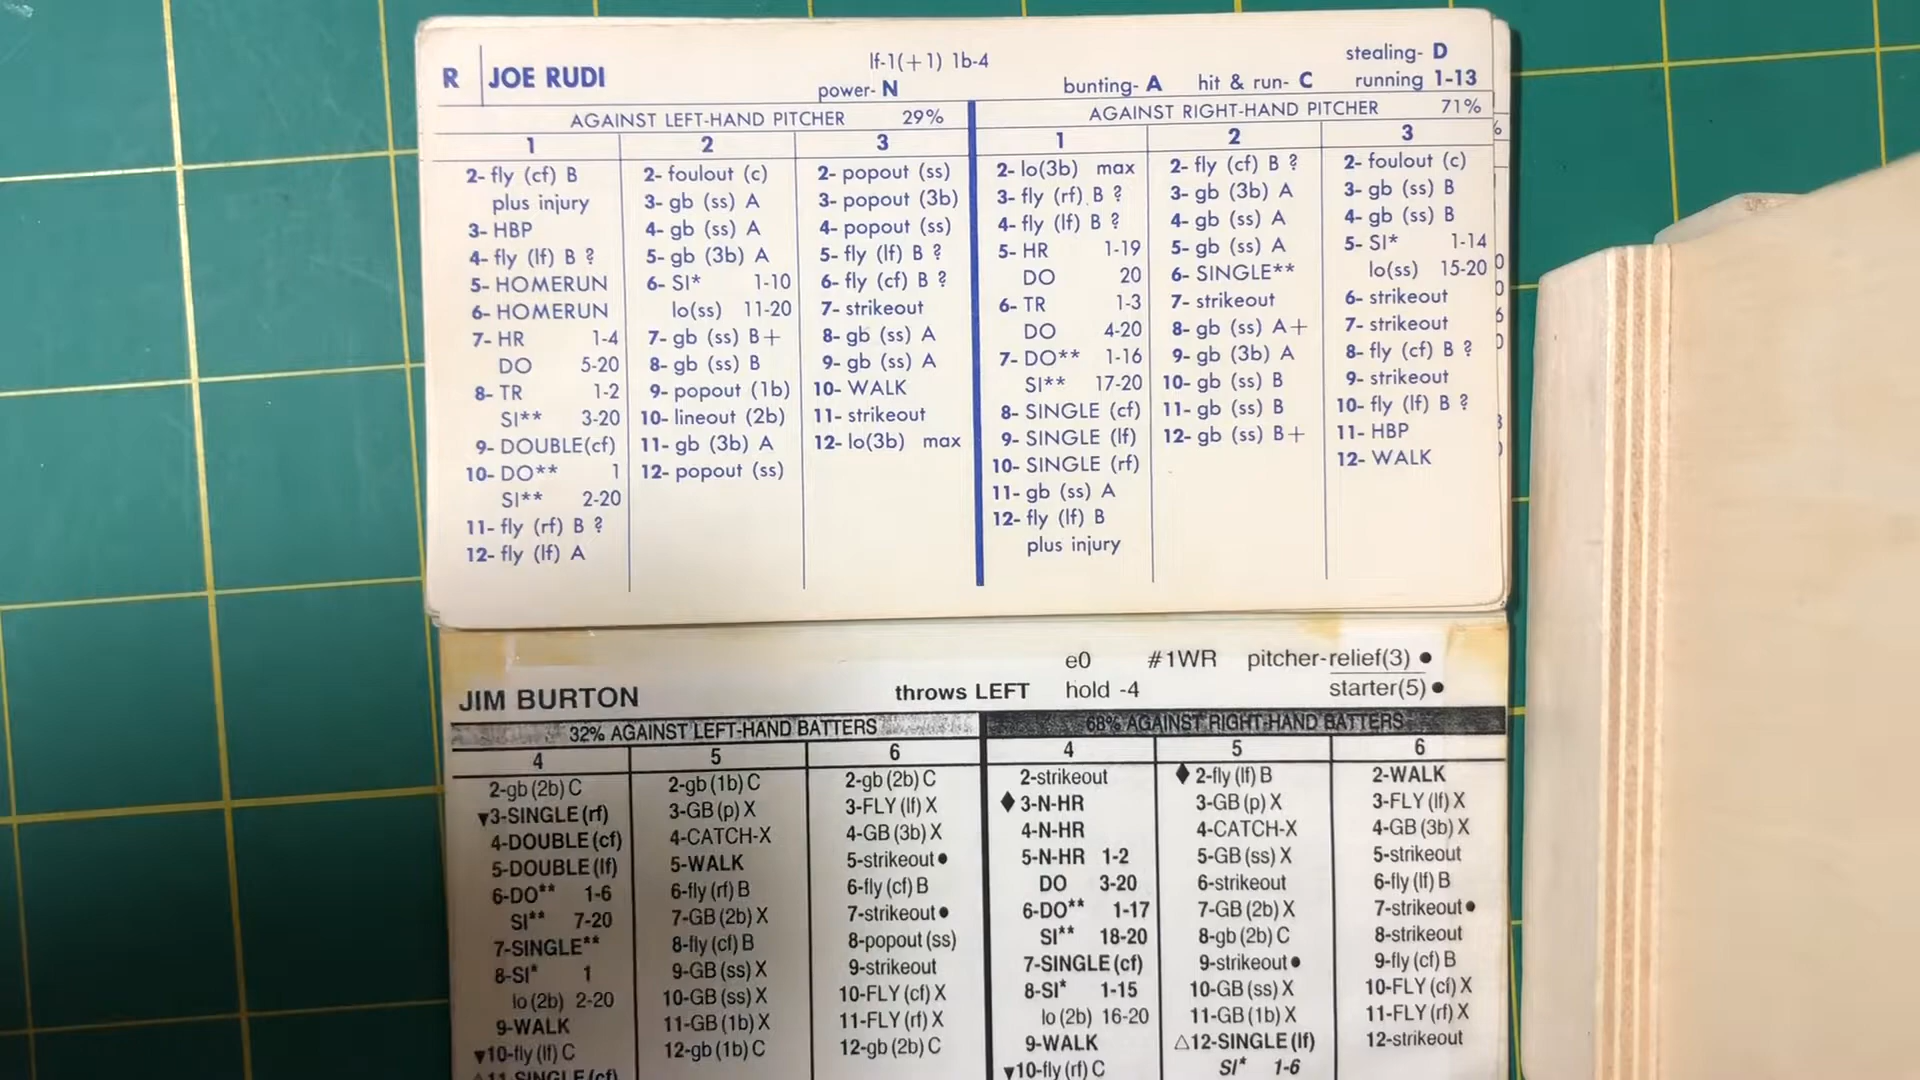 R JOE RUDI
lf-1(+1) 1b-4
power- N
bunting- A hit & run- C
stealing- D
running 1-13
AGAINST LEFT-HAND PITCHER 29%
1
2- fly (cf) B
plus injury
3- HBP
4- fly (lf) B ?
5- HOMERUN
6- HOMERUN
7- HR 1-4
DO 5-20
8- TR 1-2
SI** 3-20
9- DOUBLE(cf)
10- DO** 1
SI** 2-20
11- fly (rf) B ?
12- fly (lf) A
2
2- foulout (c)
3- gb (ss) A
4- gb (ss) A
5- gb (3b) A
6- SI* 1-10
lo(ss) 11-20
7- gb (ss) B+
8- gb (ss) B
9- popout (1b)
10- lineout (2b)
11- gb (3b) A
12- popout (ss)
3
2- popout (ss)
3- popout (3b)
4- popout (ss)
5- fly (lf) B ?
6- fly (cf) B ?
7- strikeout
8- gb (ss) A
9- gb (ss) A
10- WALK
11- strikeout
12- lo(3b) max
AGAINST RIGHT-HAND PITCHER 71%
1
2- lo(3b) max
3- fly (rf) B ?
4- fly (lf) B ?
5- HR 1-19
DO 20
6- TR 1-3
DO 4-20
7- DO** 1-16
SI** 17-20
8- SINGLE (cf)
9- SINGLE (lf)
10- SINGLE (rf)
11- gb (ss) A
12- fly (lf) B
plus injury
2
2- fly (cf) B ?
3- gb (3b) A
4- gb (ss) A
5- gb (ss) A
6- SINGLE**
7- strikeout
8- gb (ss) A+
9- gb (3b) A
10- gb (ss) B
11- gb (ss) B
12- gb (ss) B+
3
2- foulout (c)
3- gb (ss) B
4- gb (ss) B
5- SI* 1-14
lo(ss) 15-20
6- strikeout
7- strikeout
8- fly (cf) B ?
9- strikeout
10- fly (lf) B ?
11- HBP
12- WALK
JIM BURTON
throws LEFT
e0 #1WR pitcher-relief(3) ●
hold -4 starter(5) ●
32% AGAINST LEFT-HAND BATTERS
4
2-gb (2b) C
▼3-SINGLE (rf)
4-DOUBLE (cf)
5-DOUBLE (lf)
6-DO** 1-6
SI** 7-20
7-SINGLE**
8-SI* 1
lo (2b) 2-20
9-WALK
▼10-fly (lf) C
△11-SINGLE (cf)
5
2-gb (1b) C
3-GB (p) X
4-CATCH-X
5-WALK
6-fly (rf) B
7-GB (2b) X
8-fly (cf) B
9-GB (ss) X
10-GB (ss) X
11-GB (1b) X
12-gb (1b) C
6
2-gb (2b) C
3-FLY (lf) X
4-GB (3b) X
5-strikeout ●
6-fly (cf) B
7-strikeout ●
8-popout (ss)
9-strikeout
10-FLY (cf) X
11-FLY (rf) X
12-gb (2b) C
68% AGAINST RIGHT-HAND BATTERS
4
2-strikeout
♦ 3-N-HR
4-N-HR
5-N-HR 1-2
DO 3-20
6-DO** 1-17
SI** 18-20
7-SINGLE (cf)
8-SI* 1-15
lo (2b) 16-20
9-WALK
▼10-fly (rf) C
5
♦ 2-fly (lf) B
3-GB (p) X
4-CATCH-X
5-GB (ss) X
6-strikeout
7-GB (2b) X
8-gb (2b) C
9-strikeout ●
10-GB (ss) X
11-GB (1b) X
△12-SINGLE (lf)
SI* 1-6
6
2-WALK
3-FLY (lf) X
4-GB (3b) X
5-strikeout
6-fly (lf) B
7-strikeout ●
8-strikeout
9-fly (cf) B
10-FLY (cf) X
11-FLY (rf) X
12-strikeout